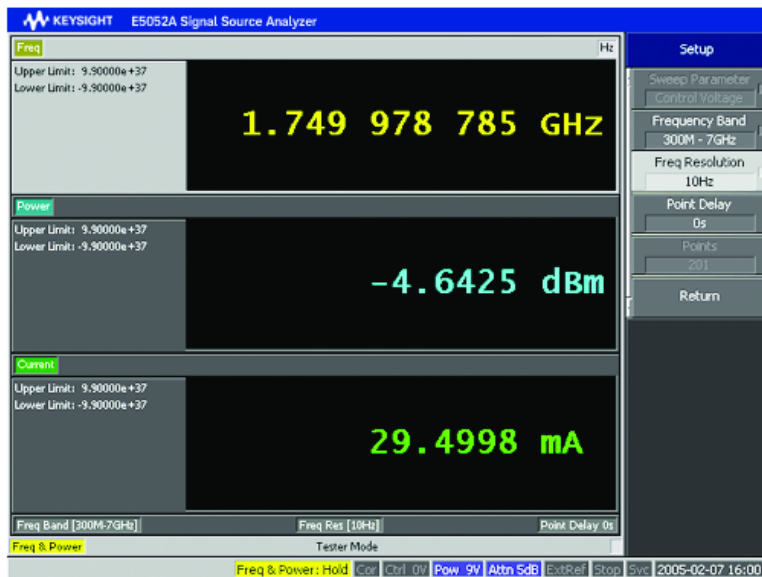 KEYSIGHT E5052A Signal Source Analyzer
Freq Hz
Upper Limit: 9.90000e+37
Lower Limit: -9.90000e+37
1.749 978 785 GHz
Power
Upper Limit: 9.90000e+37
Lower Limit: -9.90000e+37
-4.6425 dBm
Current
Upper Limit: 9.90000e+37
Lower Limit: -9.90000e+37
29.4998 mA
Freq Band [300M-7GHz] Freq Res [10Hz] Point Delay 0s
Freq & Power Tester Mode
Setup
Sweep Parameter
Control Voltage
Frequency Band
300M - 7GHz
Freq Resolution
10Hz
Point Delay
0s
Points
201
Return
Freq & Power: Hold Cor Ctrl 0V Pow 9V Attn 5dB ExtRef Stop Svc 2005-02-07 16:00